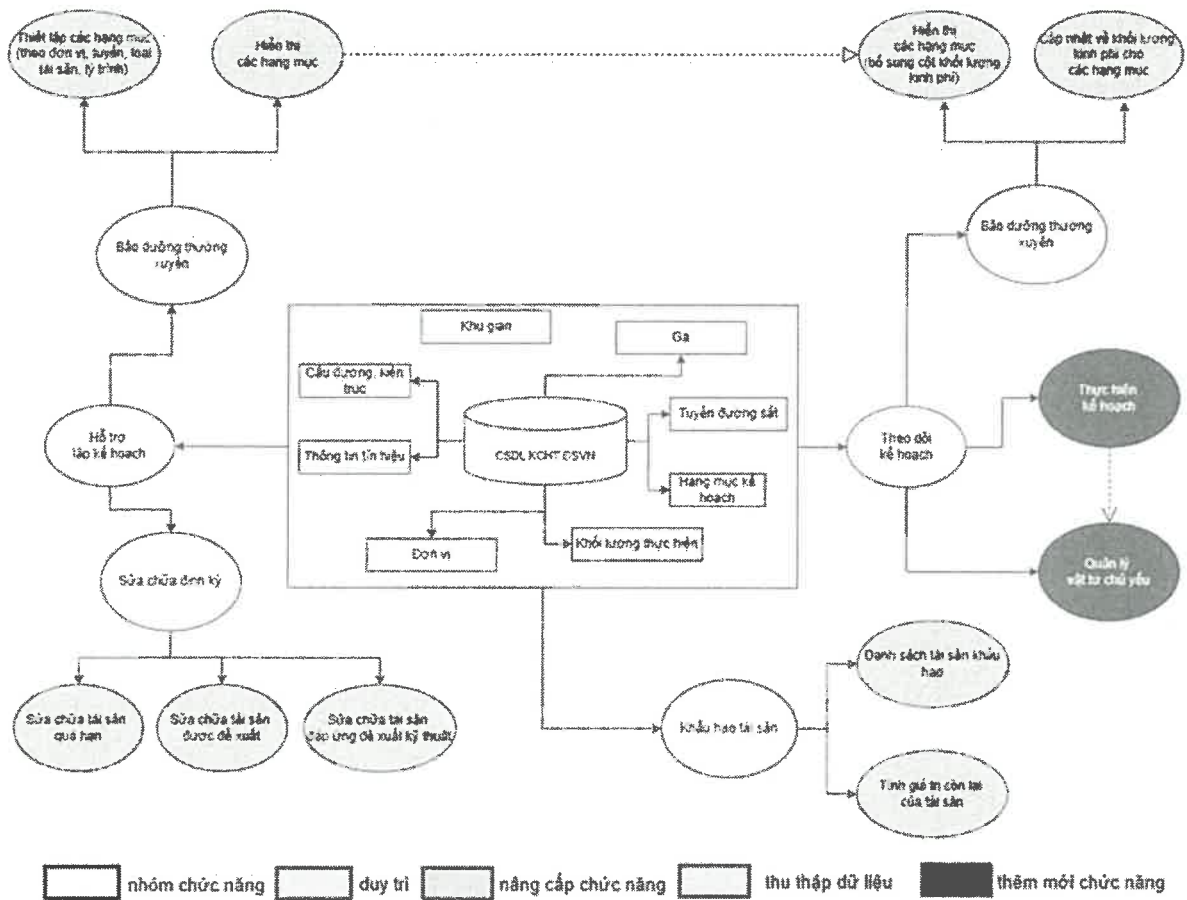 Thiết lập các hạng mục
(theo đơn vị, tuyến, loại
tài sản, lý trình)
Hiển thị
các hạng mục
Hiển thị
các hạng mục
(bổ sung cột khối lượng
kinh phí)
Cập nhật về khối lượng
kinh phí cho
các hạng mục
Bảo dưỡng thường
xuyên
Bảo dưỡng thường
xuyên
Khu gian
Ga
Cầu đường, kiến
trúc
Tuyến đường sắt
Thông tin tín hiệu
CSDL KCHT ĐSVN
Hạng mục kế
hoạch
Đơn vị
Khối lượng thực hiện
Hỗ trợ
lập kế hoạch
Theo dõi
kế hoạch
Thực hiện
kế hoạch
Quản lý
vật tư chủ yếu
Sửa chữa định kỳ
Sửa chữa tài sản
quá hạn
Sửa chữa tài sản
được đề xuất
Sửa chữa tài sản
đáp ứng đề xuất kỹ thuật
Khấu hao tài sản
Danh sách tài sản khấu
hao
Tính giá trị còn lại
của tài sản
nhóm chức năng
duy trì
nâng cấp chức năng
thu thập dữ liệu
thêm mới chức năng